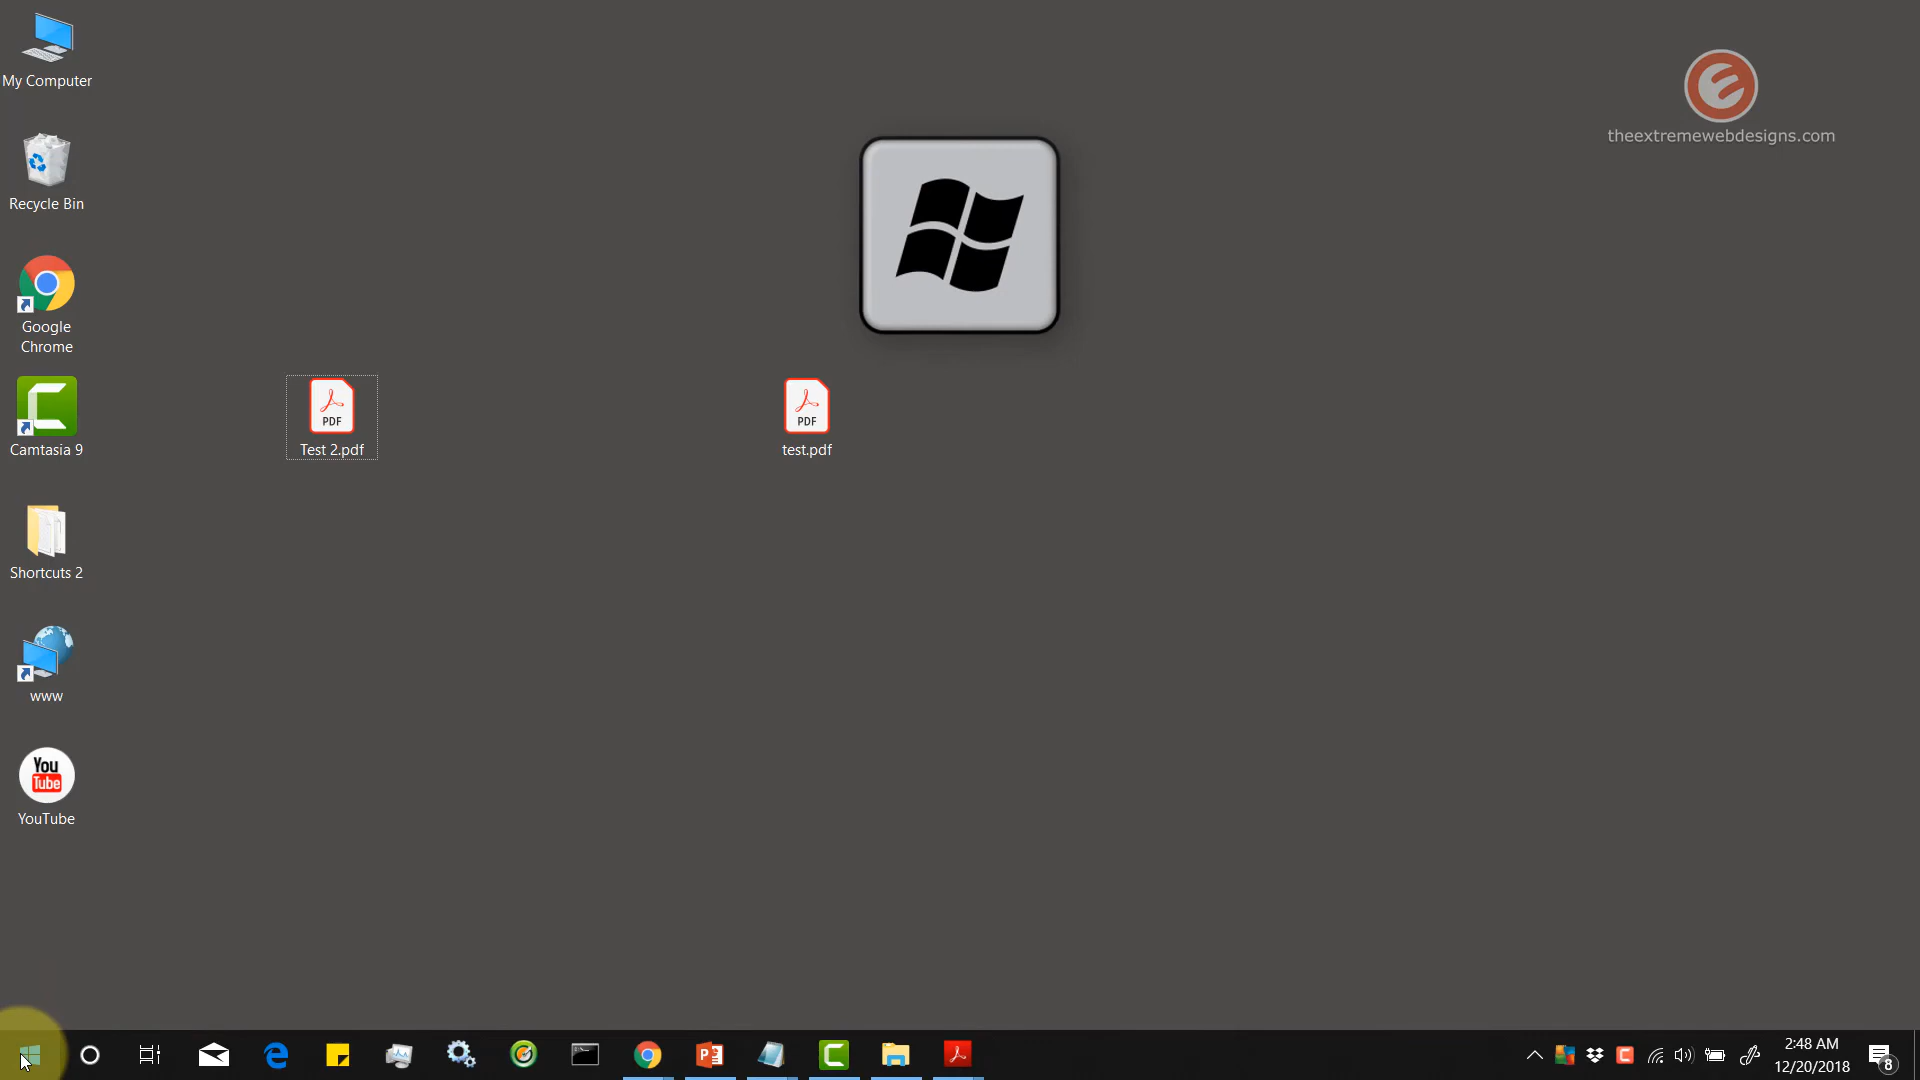 My Computer
theextremewebdesigns.com
Recycle Bin
Google
Chrome
PDF
PDF
Camtasia 9
Test 2.pdf
test.pdf
Shortcuts 2
www
You
Tube
YouTube
2:48 AM
12/20/2018
8